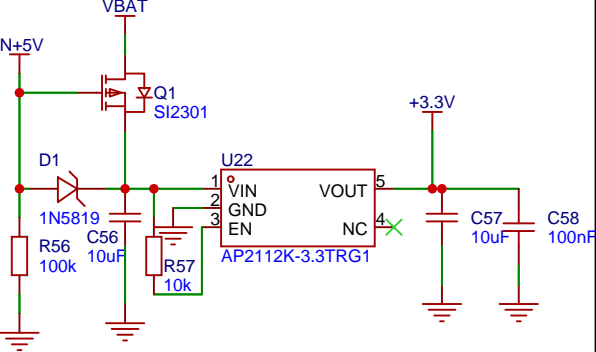 VBAT
N+5V
Q1
SI2301
+3.3V
D1
1N5819
U22
1
VIN
VOUT
5
2
GND
3
EN
NC
4
AP2112K-3.3TRG1
R56
100k
C56
10uF
R57
10k
C57
10uF
C58
100nF